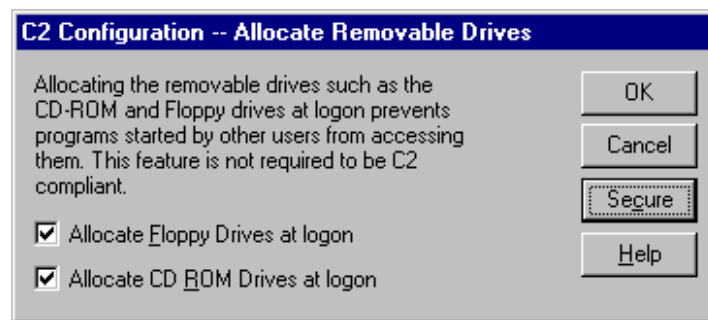 C2 Configuration -- Allocate Removable Drives
Allocating the removable drives such as the
CD-ROM and Floppy drives at logon prevents
programs started by other users from accessing
them. This feature is not required to be C2
compliant.
Allocate Floppy Drives at logon
Allocate CD ROM Drives at logon
OK
Cancel
Secure
Help